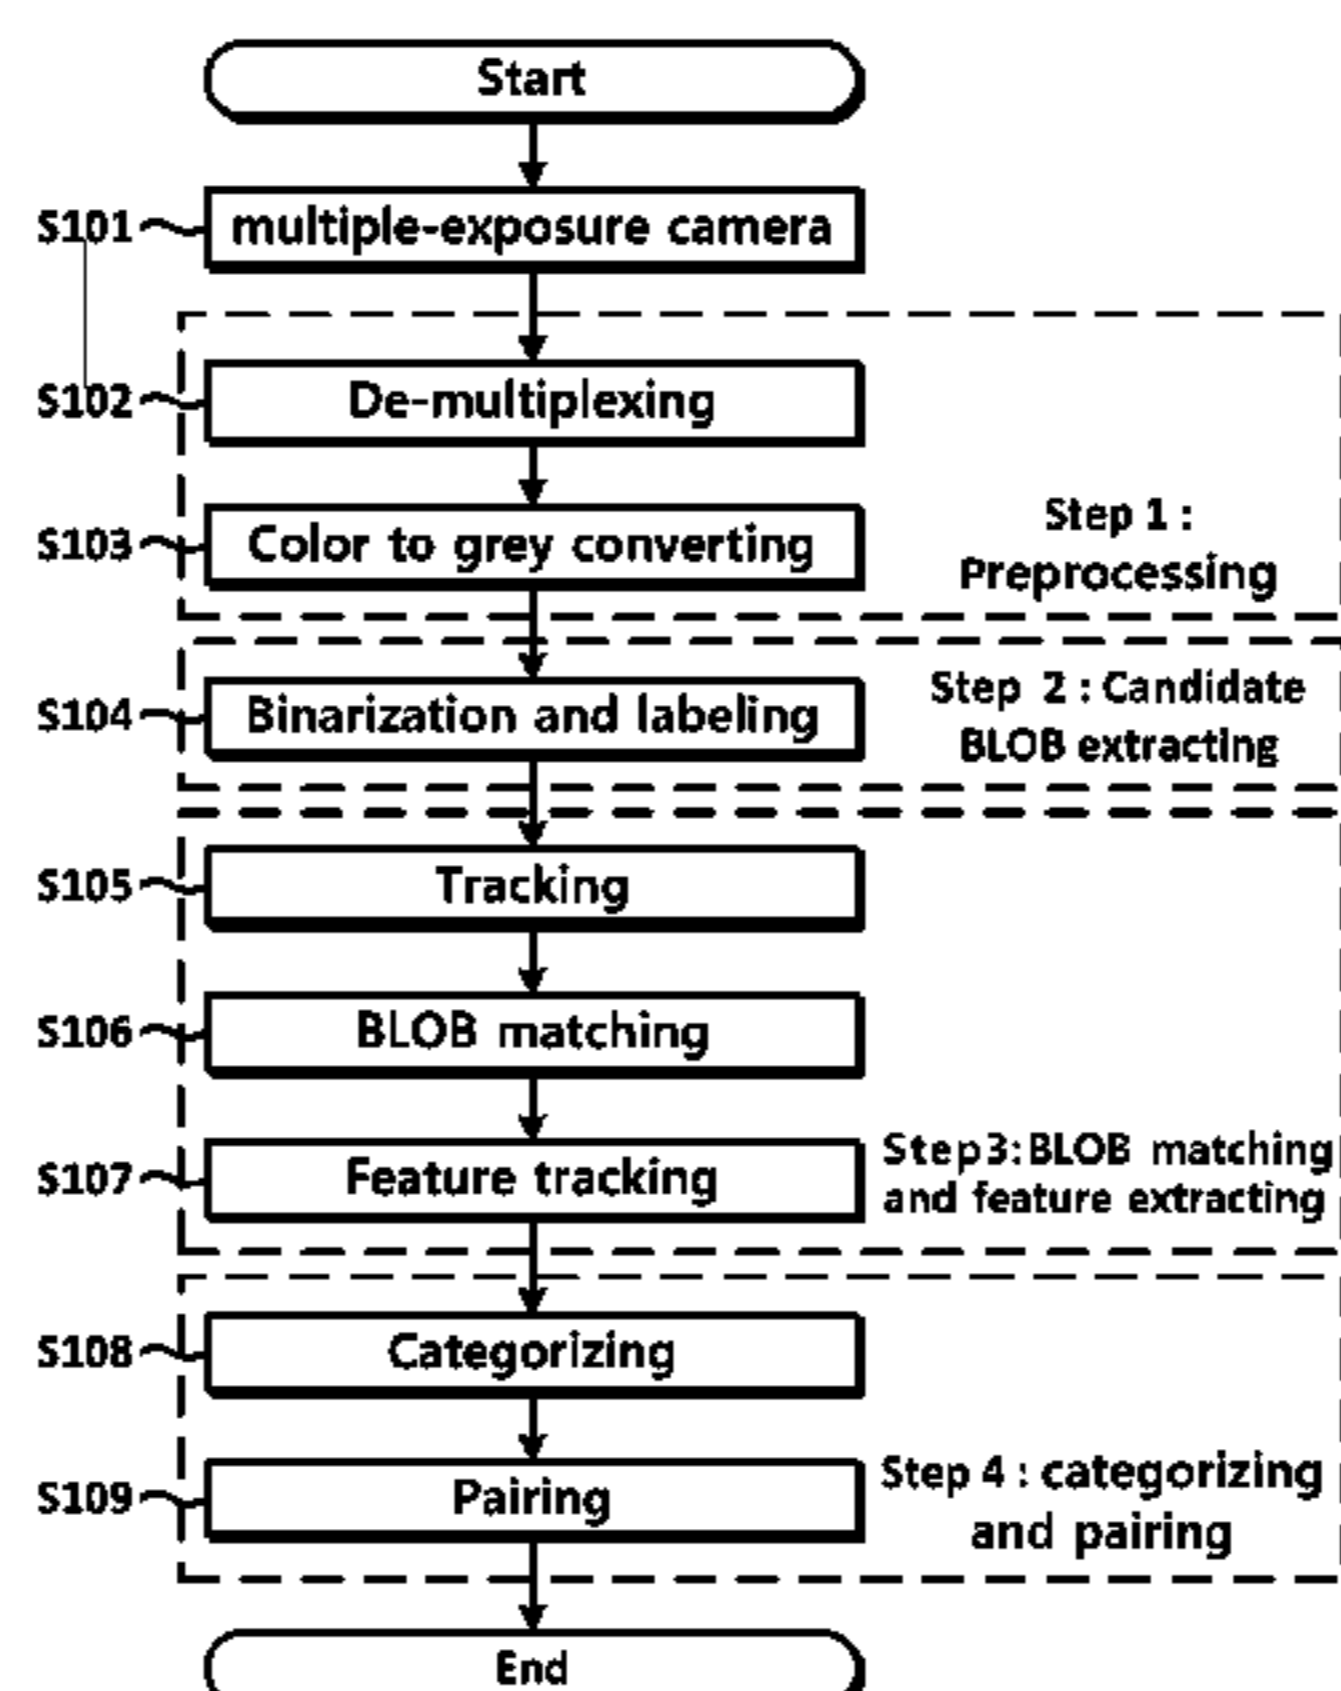 Start
S101 multiple-exposure camera
S102 De-multiplexing
S103 Color to grey converting
Step 1 :
Preprocessing
S104 Binarization and labeling
Step 2 : Candidate
BLOB extracting
S105 Tracking
S106 BLOB matching
S107 Feature tracking
Step3:BLOB matching
and feature extracting
S108 Categorizing
S109 Pairing
Step 4 : categorizing
and pairing
End